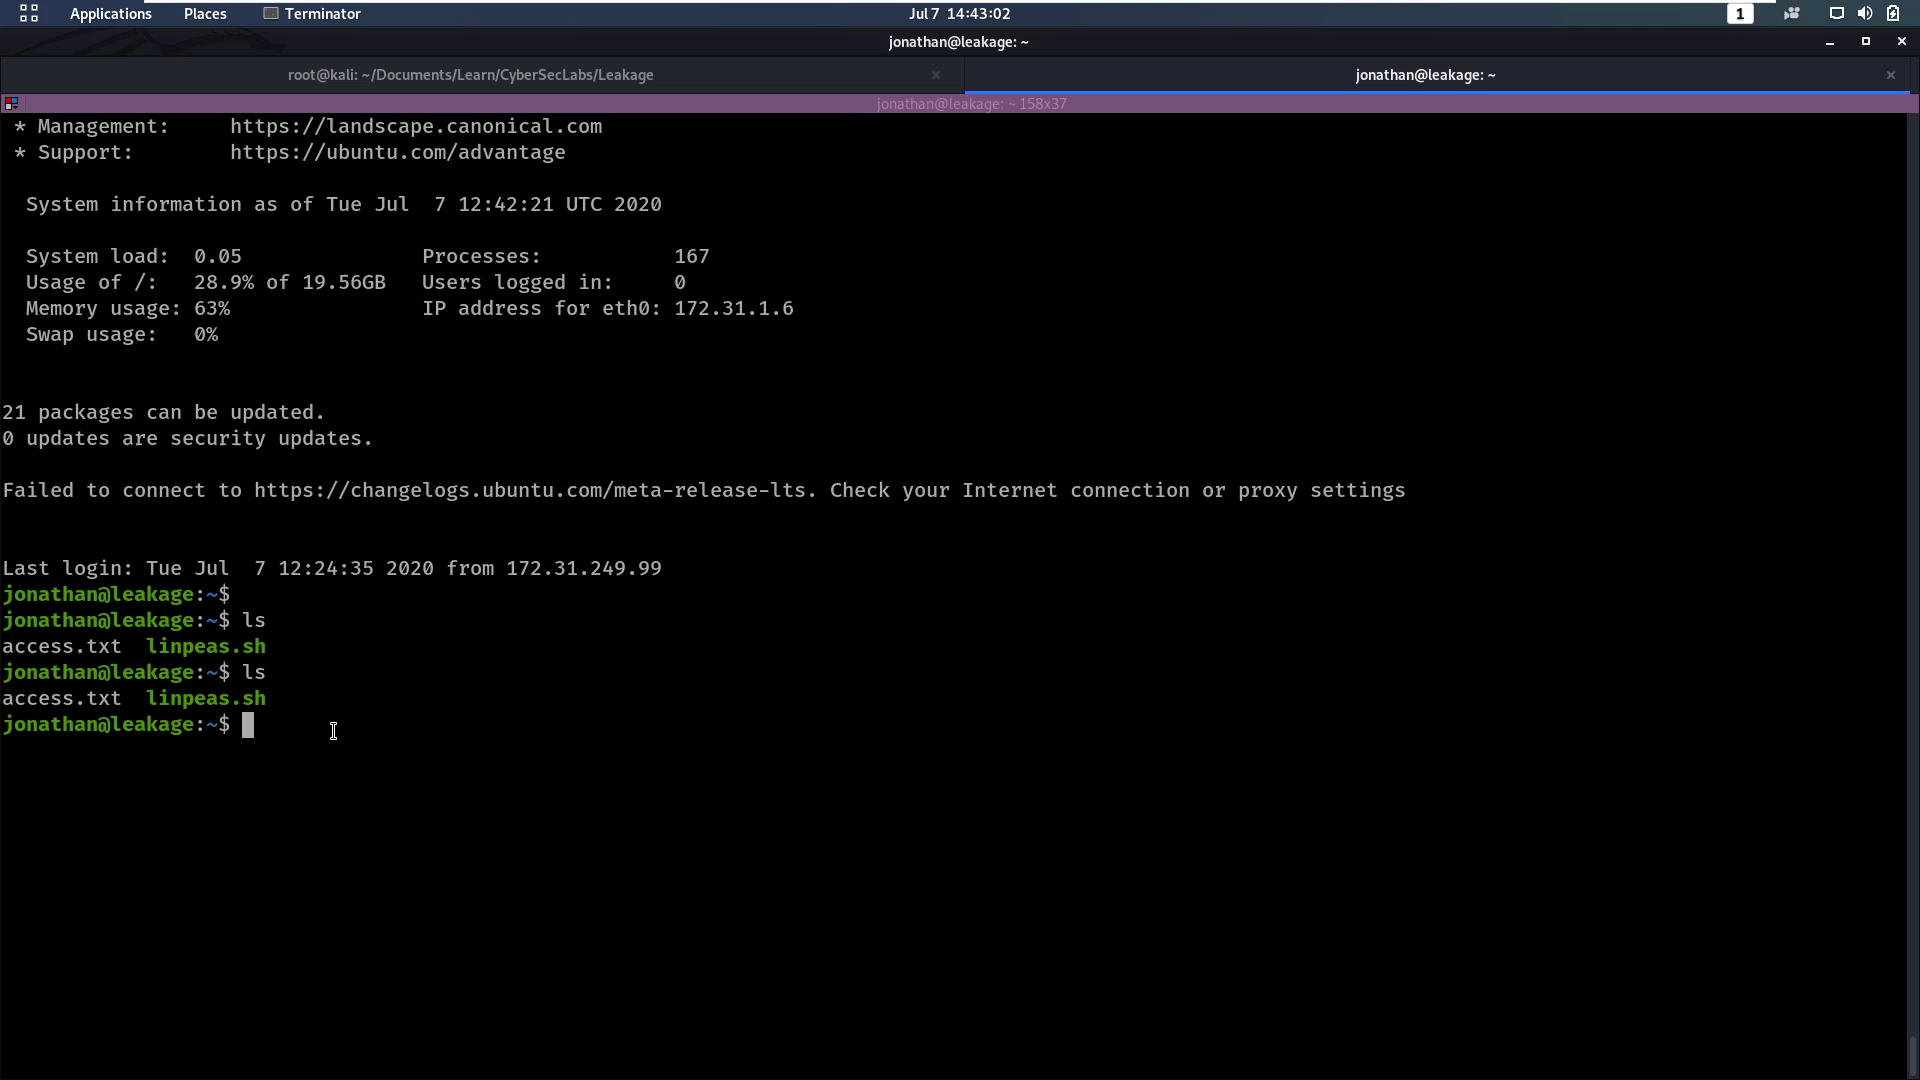 Applications Places Terminator Jul 7 14:43:02 1
jonathan@leakage: ~
root@kali: ~/Documents/Learn/CyberSecLabs/Leakage × jonathan@leakage: ~ ×
jonathan@leakage: ~ 158x37
* Management: https://landscape.canonical.com
* Support: https://ubuntu.com/advantage
System information as of Tue Jul 7 12:42:21 UTC 2020
System load: 0.05 Processes: 167
Usage of /: 28.9% of 19.56GB Users logged in: 0
Memory usage: 63% IP address for eth0: 172.31.1.6
Swap usage: 0%
21 packages can be updated.
0 updates are security updates.
Failed to connect to https://changelogs.ubuntu.com/meta-release-lts. Check your Internet connection or proxy settings
Last login: Tue Jul 7 12:24:35 2020 from 172.31.249.99
jonathan@leakage:~$
jonathan@leakage:~$ ls
access.txt linpeas.sh
jonathan@leakage:~$ ls
access.txt linpeas.sh
jonathan@leakage:~$